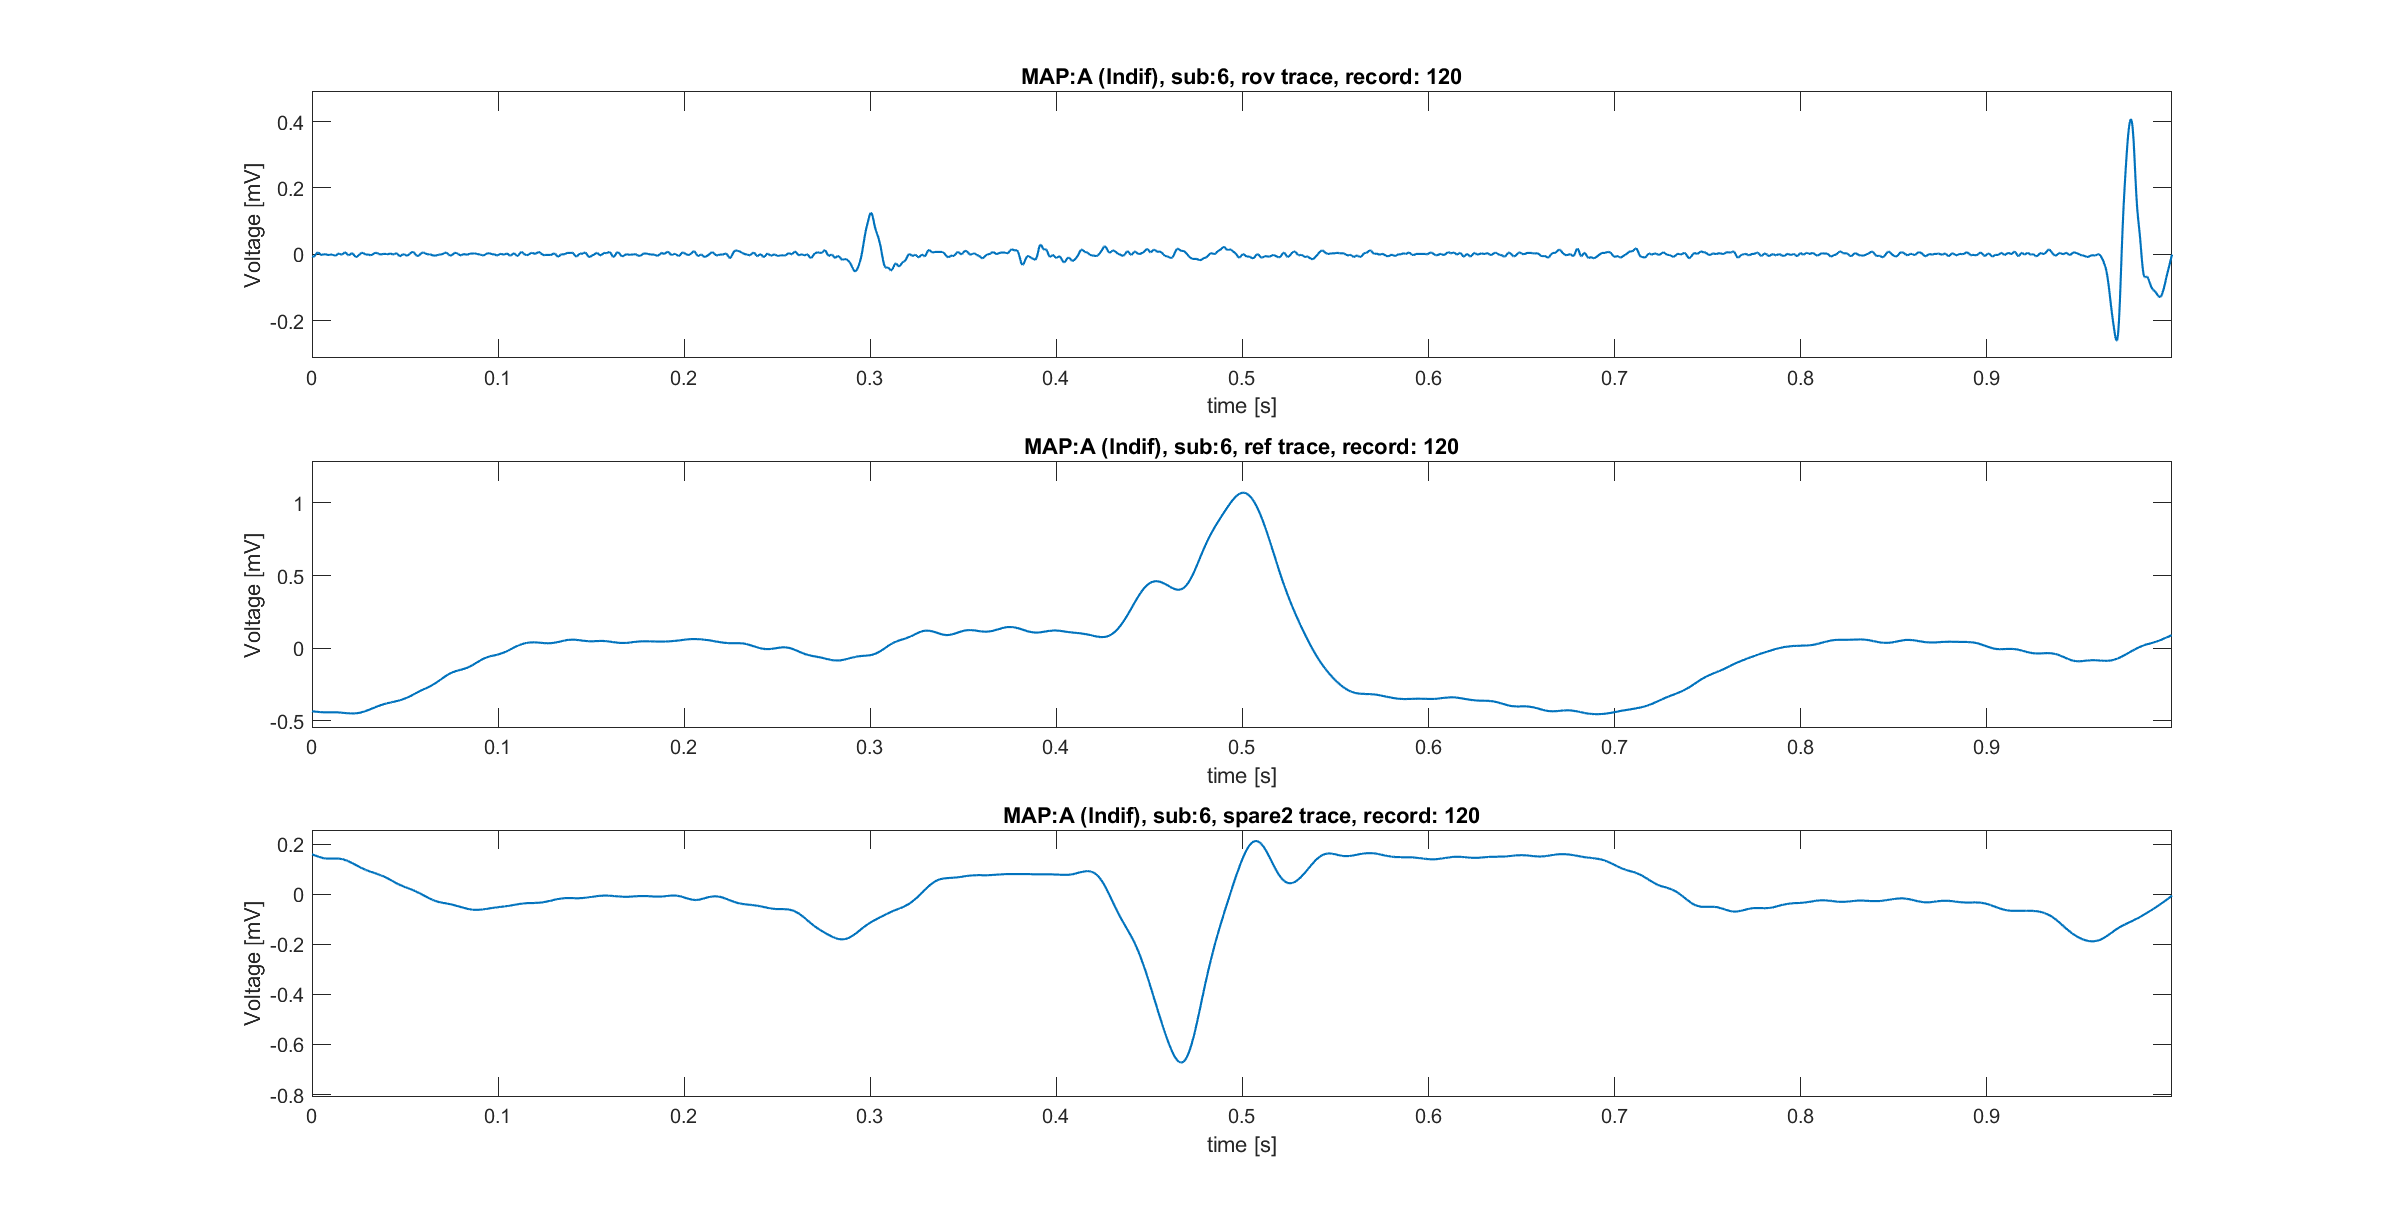 MAP:A (Indif), sub:6, rov trace, record: 120
Voltage [mV]
0.4
0.2
0
-0.2
0 0.1 0.2 0.3 0.4 0.5 0.6 0.7 0.8 0.9
time [s]
MAP:A (Indif), sub:6, ref trace, record: 120
Voltage [mV]
1
0.5
0
-0.5
0 0.1 0.2 0.3 0.4 0.5 0.6 0.7 0.8 0.9
time [s]
MAP:A (Indif), sub:6, spare2 trace, record: 120
Voltage [mV]
0.2
0
-0.2
-0.4
-0.6
-0.8
0 0.1 0.2 0.3 0.4 0.5 0.6 0.7 0.8 0.9
time [s]